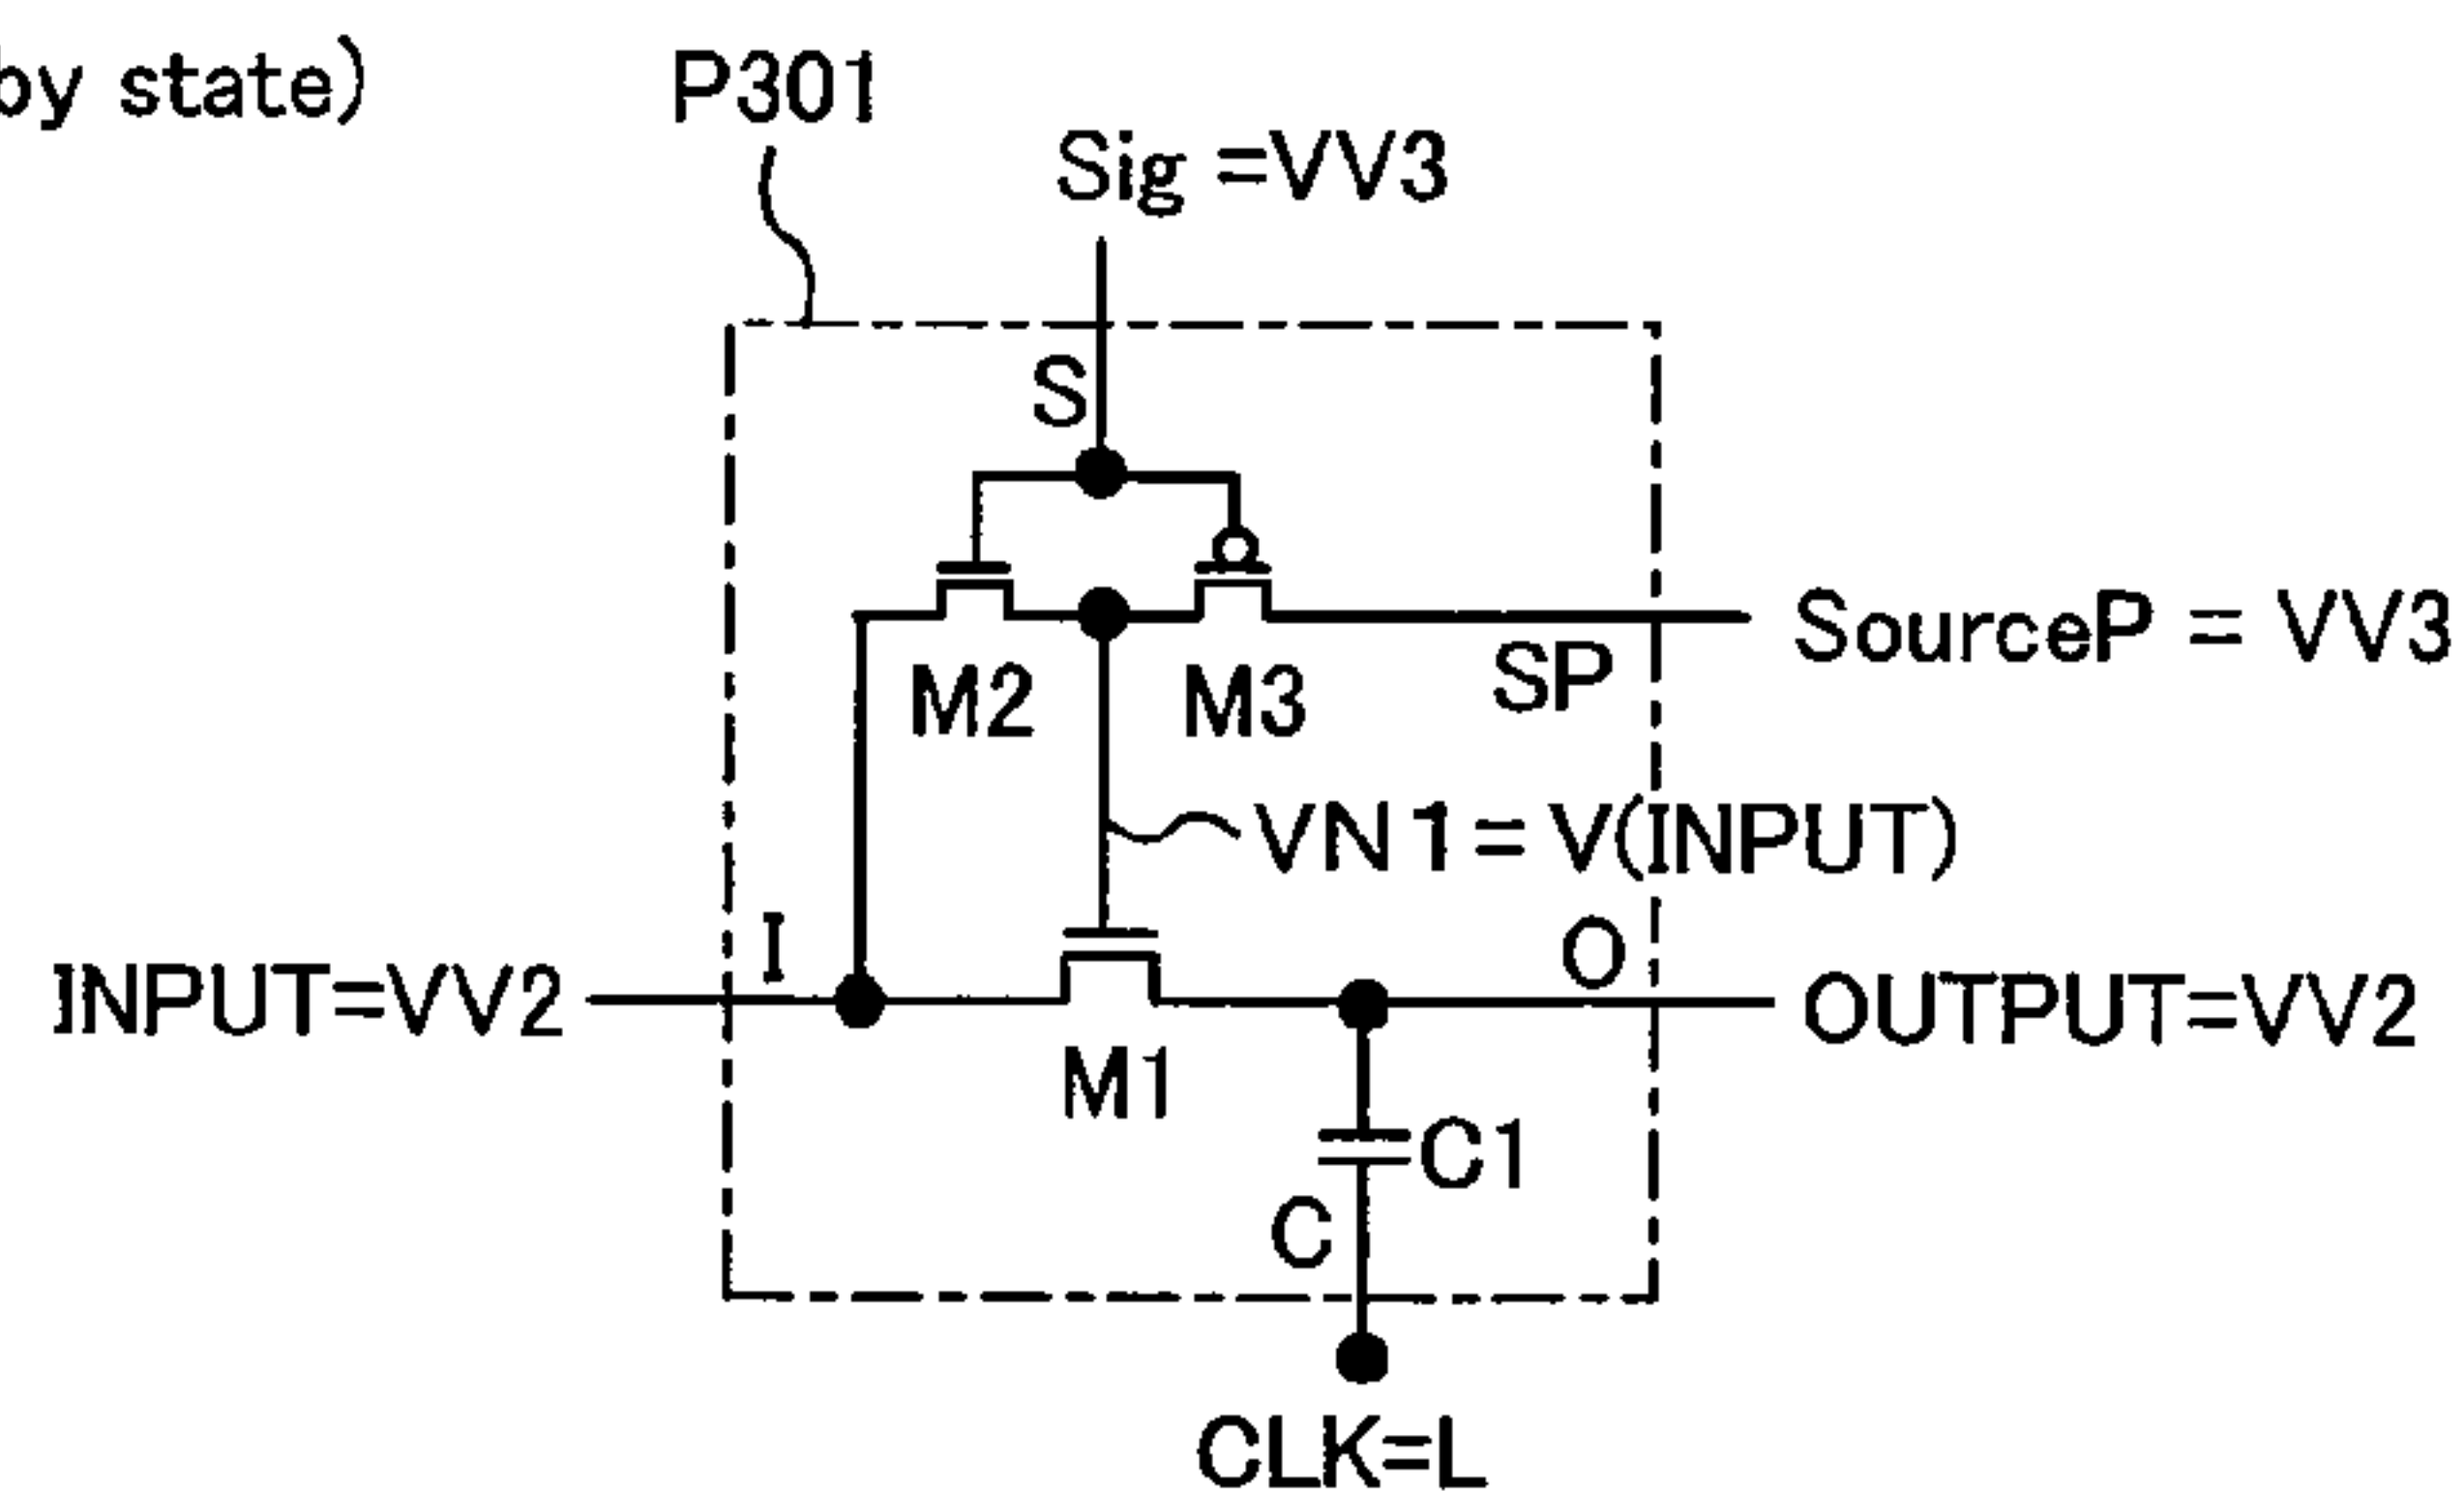 by state)
P301
Sig =VV3
S
SourceP = VV3
SP
M2
M3
VN1= V(INPUT)
I
O
INPUT=VV2
OUTPUT=VV2
M1
C1
C
CLK=L